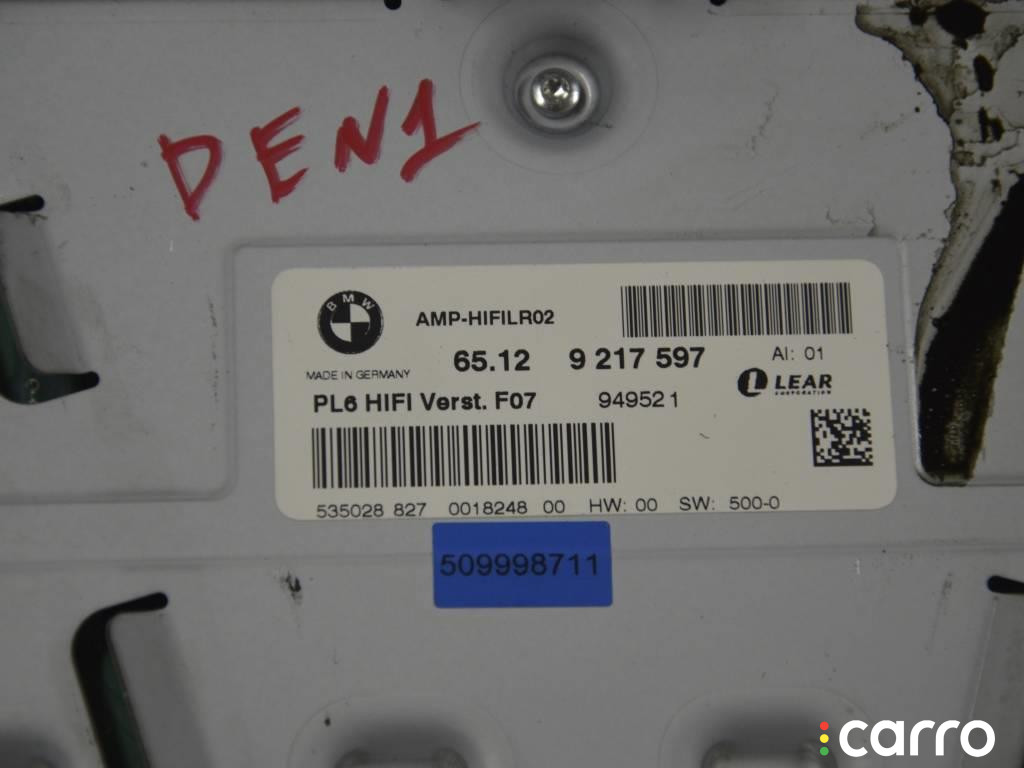 DEN1
BMW
AMP-HIFILR02
65.12 9 217 597 AI: 01
MADE IN GERMANY
LEAR
CORPORATION
PL6 HIFI Verst. F07 949521
535028 827 0018248 00 HW: 00 SW: 500-0
509998711
carro